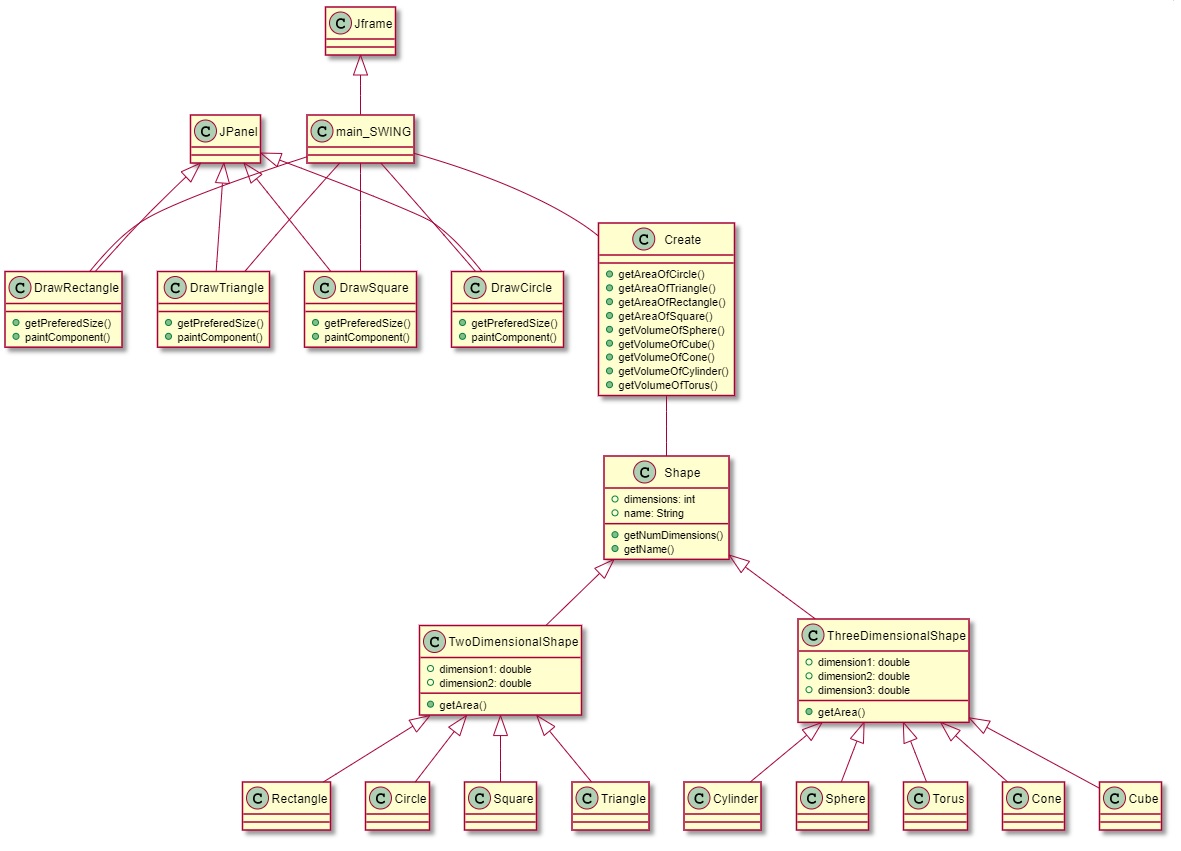 C Jframe
C JPanel
C main_SWING
C Create
getAreaOfCircle()
getAreaOfTriangle()
getAreaOfRectangle()
getAreaOfSquare()
getVolumeOfSphere()
getVolumeOfCube()
getVolumeOfCone()
getVolumeOfCylinder()
getVolumeOfTorus()
C DrawRectangle
getPreferedSize()
paintComponent()
C DrawTriangle
getPreferedSize()
paintComponent()
C DrawSquare
getPreferedSize()
paintComponent()
C DrawCircle
getPreferedSize()
paintComponent()
C Shape
dimensions: int
name: String
getNumDimensions()
getName()
C TwoDimensionalShape
dimension1: double
dimension2: double
getArea()
C ThreeDimensionalShape
dimension1: double
dimension2: double
dimension3: double
getArea()
C Rectangle
C Circle
C Square
C Triangle
C Cylinder
C Sphere
C Torus
C Cone
C Cube